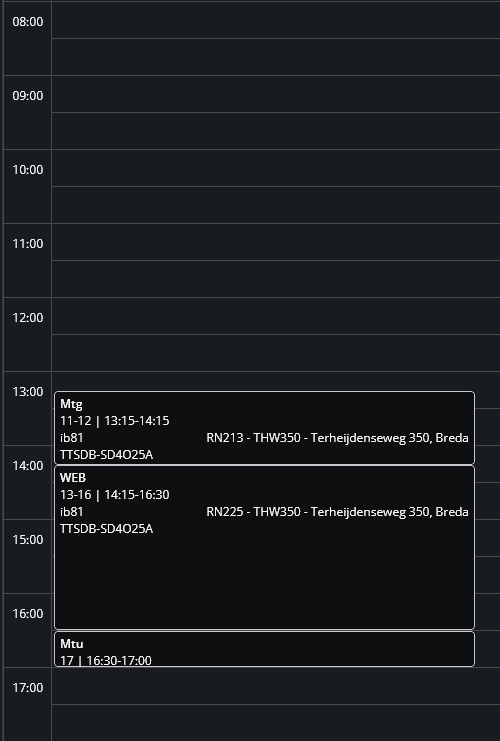 08:00
09:00
10:00
11:00
12:00
13:00
Mtg
11-12 | 13:15-14:15
ib81 RN213 - THW350 - Terheijdenseweg 350, Breda
TTSDB-SD4O25A
14:00
WEB
13-16 | 14:15-16:30
ib81 RN225 - THW350 - Terheijdenseweg 350, Breda
TTSDB-SD4O25A
15:00
16:00
Mtu
17 | 16:30-17:00
17:00